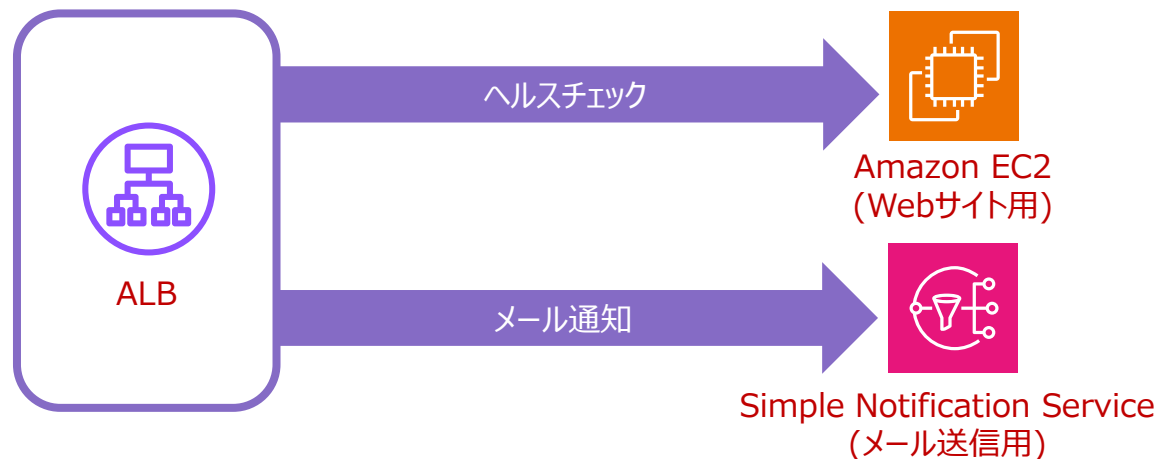 ヘルスチェック
Amazon EC2
(Webサイト用)
ALB
メール通知
Simple Notification Service
(メール送信用)